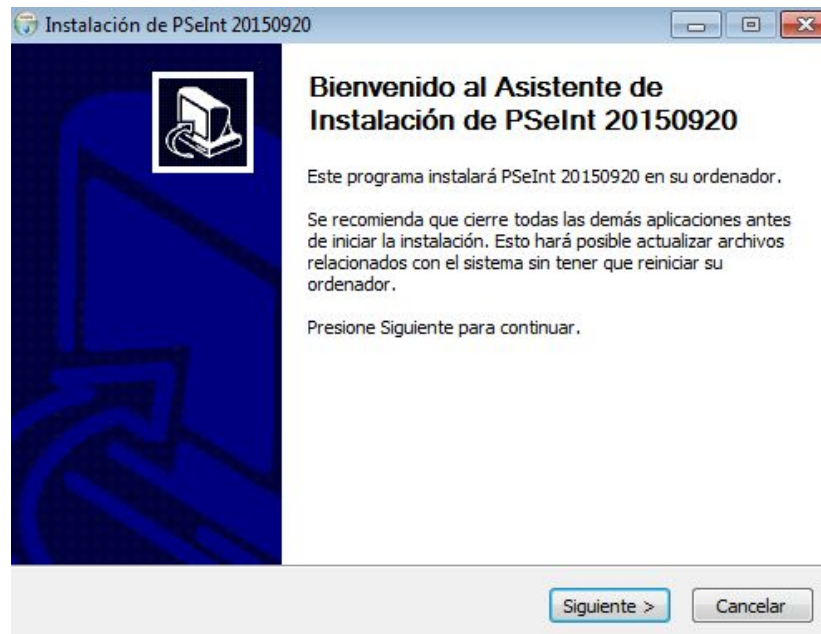 Instalación de PSeInt 20150920
Bienvenido al Asistente de
Instalación de PSeInt 20150920
Este programa instalará PSeInt 20150920 en su ordenador.
Se recomienda que cierre todas las demás aplicaciones antes
de iniciar la instalación. Esto hará posible actualizar archivos
relacionados con el sistema sin tener que reiniciar su
ordenador.
Presione Siguiente para continuar.
Siguiente >
Cancelar